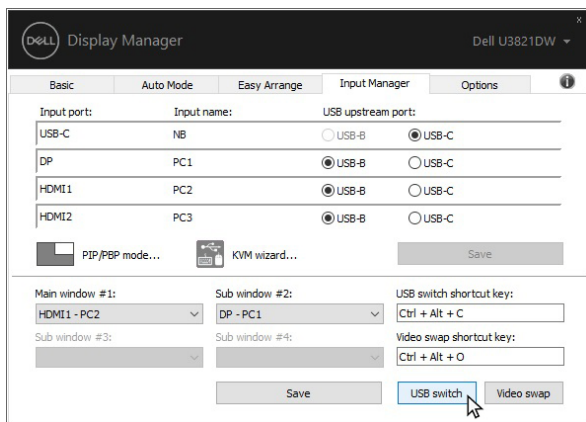 DELL Display Manager Dell U3821DW
x
Basic Auto Mode Easy Arrange Input Manager Options i
Input port: Input name: USB upstream port:
USB-C NB USB-B USB-C
DP PC1 USB-B USB-C
HDMI1 PC2 USB-B USB-C
HDMI2 PC3 USB-B USB-C
PIP/PBP mode... KVM wizard... Save
Main window #1: Sub window #2: USB switch shortcut key:
HDMI1 - PC2 DP - PC1 Ctrl + Alt + C
Sub window #3: Sub window #4: Video swap shortcut key:
Ctrl + Alt + O
Save USB switch Video swap